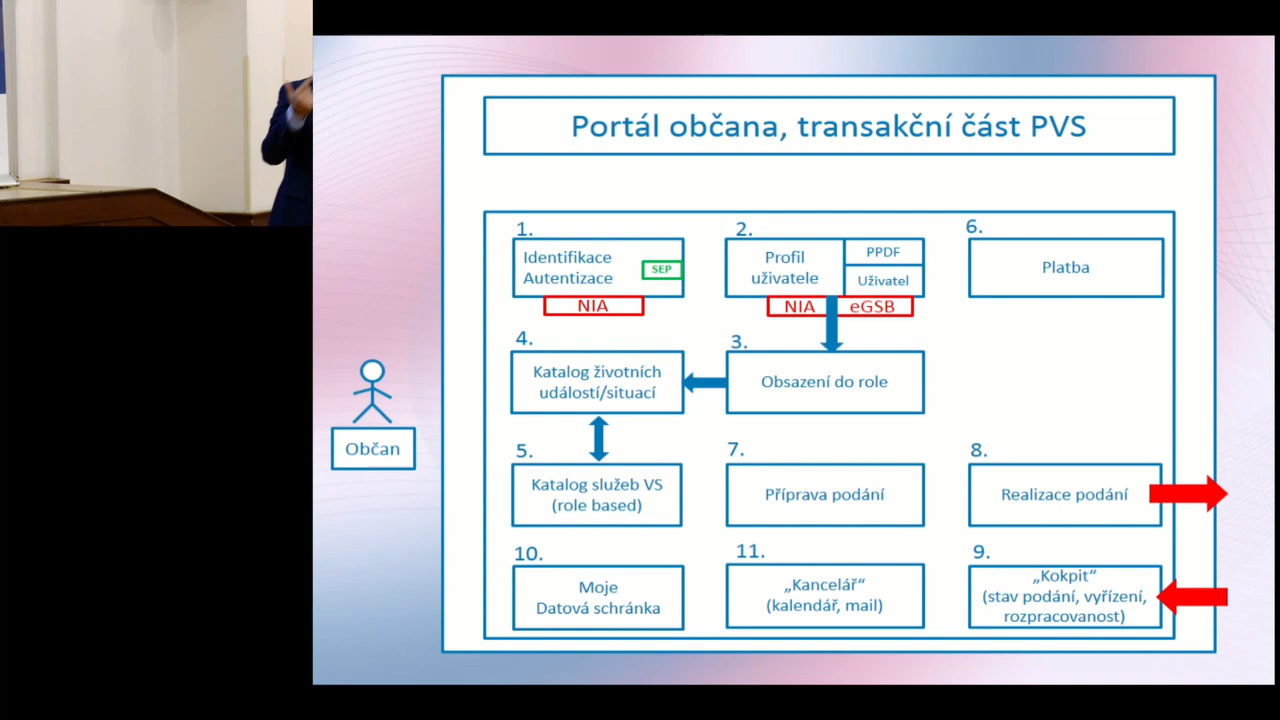 Portál občana, transakční část PVS
1.
Identifikace
Autentizace
SEP
NIA
2.
Profil
uživatele
PPDF
Uživatel
NIA
eGSB
6.
Platba
4.
Katalog životních
událostí/situací
3.
Obsazení do role
Občan
5.
Katalog služeb VS
(role based)
7.
Příprava podání
8.
Realizace podání
10.
Moje
Datová schránka
11.
„Kancelář“
(kalendář, mail)
9.
„Kokpit“
(stav podání, vyřízení,
rozpracovanost)